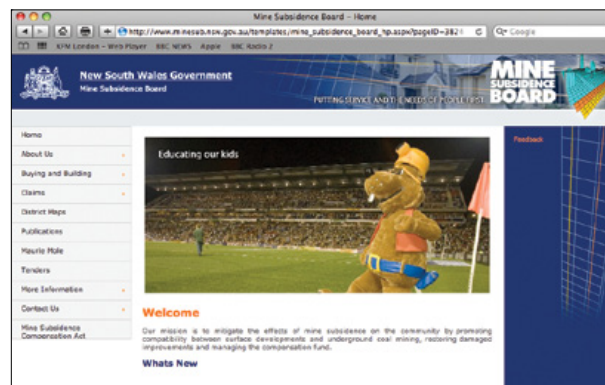 Mine Subsidence Board - Home
http://www.minesub.nsw.gov.au/templates/mine_subsidence_board_hp.aspx?pageID=3824
Google
XFM London - Web Player BBC NEWS Apple BBC Radio 2
New South Wales Government
Mine Subsidence Board
PUTTING SERVICE AND THE NEEDS OF PEOPLE FIRST
MINE
SUBSIDENCE
BOARD
Home
About Us
Buying and Building
Claims
District Maps
Publications
Maurie Mole
Tenders
More Information
Contact Us
Mine Subsidence
Compensation Act
Educating our kids
Feedback
Welcome
Our mission is to mitigate the effects of mine subsidence on the community by promoting
compatibility between surface developments and underground coal mining, restoring damaged
improvements and managing the compensation fund.
Whats New